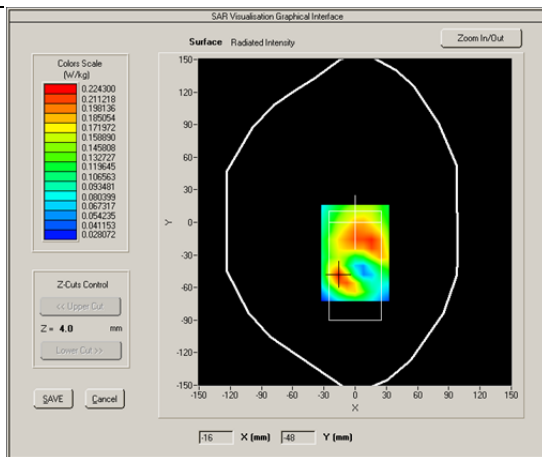 SAR Visualisation Graphical Interface
Surface Radiated Intensity
Zoom In/Out
Colors Scale
(W/kg)
0.224300
0.211218
0.198136
0.185054
0.171972
0.158890
0.145808
0.132727
0.119645
0.106563
0.093481
0.080399
0.067317
0.054235
0.041153
0.028072
Z-Cuts Control
<< Upper Cut
Z = 4.0 mm
Lower Cut >>
SAVE Cancel
150-
120-
90-
60-
30-
0-
-30-
-60-
-90-
-120-
-150-
Y
-150 -120 -90 -60 -30 0 30 60 90 120 150
X
-16 X (mm) -48 Y (mm)